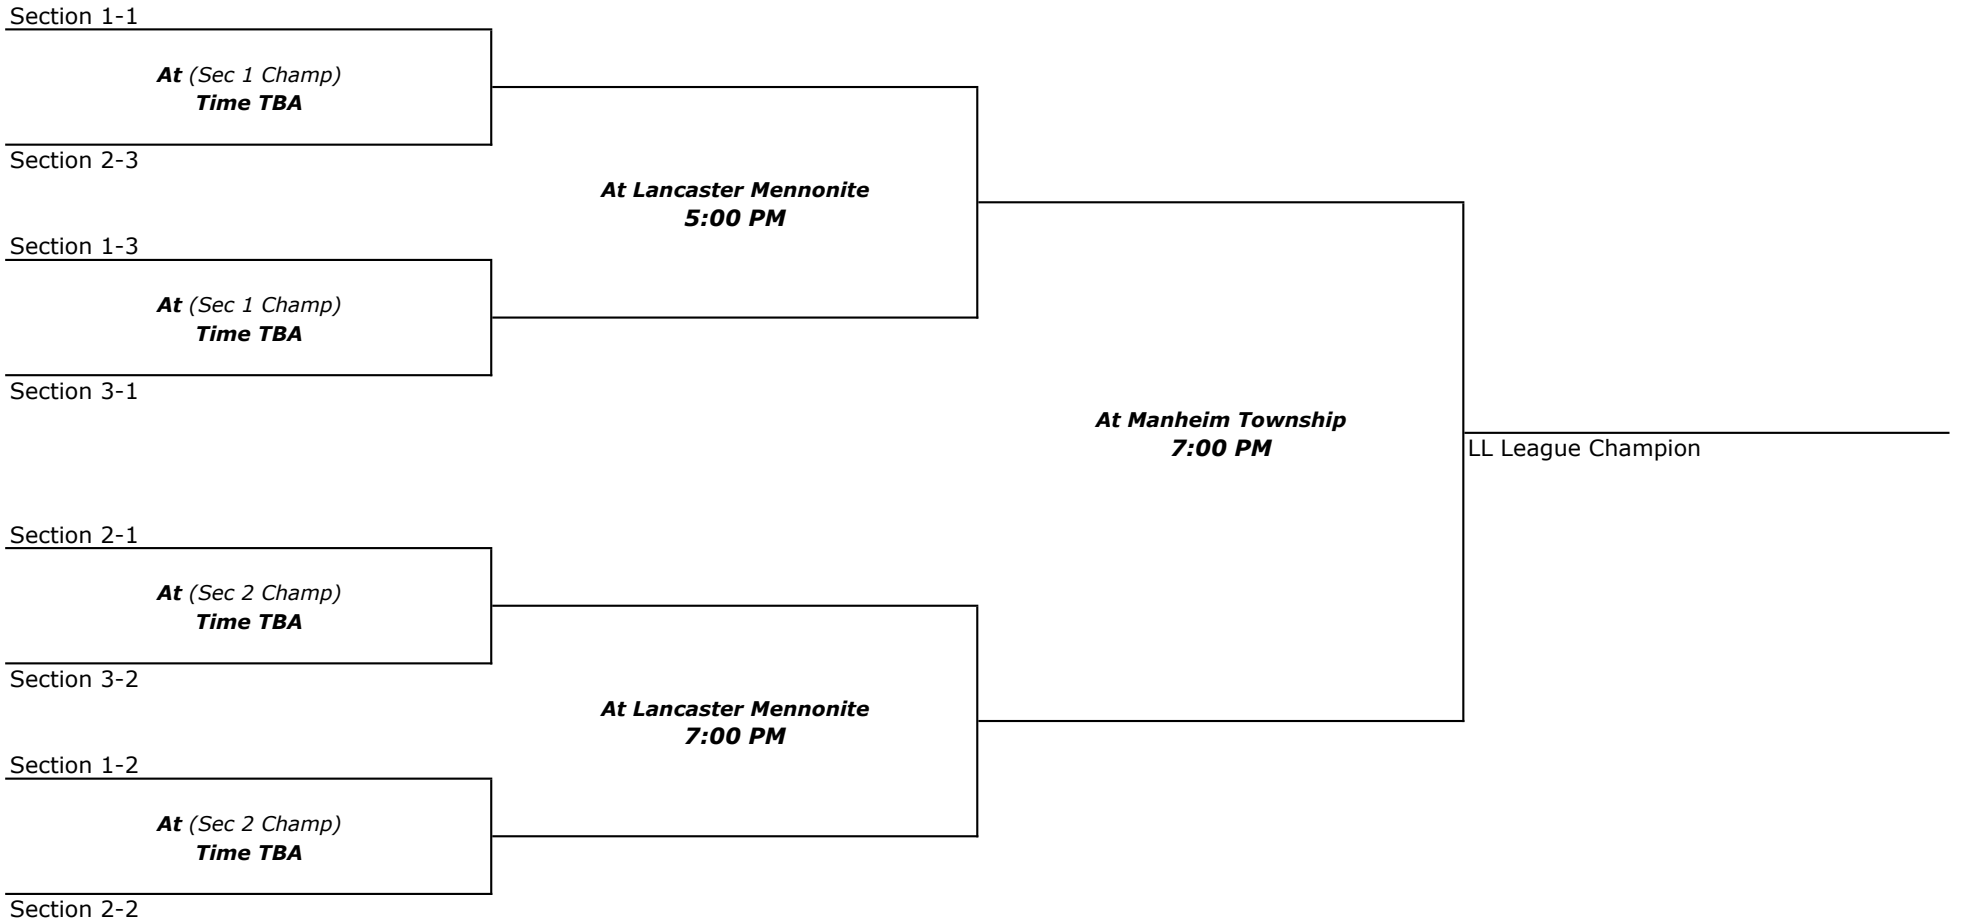 Section 1-1
At (Sec 1 Champ)
Time TBA
Section 2-3
At Lancaster Mennonite
5:00 PM
Section 1-3
At (Sec 1 Champ)
Time TBA
Section 3-1
At Manheim Township
7:00 PM
LL League Champion
Section 2-1
At (Sec 2 Champ)
Time TBA
Section 3-2
At Lancaster Mennonite
7:00 PM
Section 1-2
At (Sec 2 Champ)
Time TBA
Section 2-2